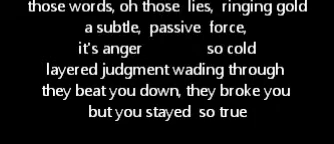 those words, oh those lies, ringing gold
a subtle, passive force,
it's anger so cold
layered judgment wading through
they beat you down, they broke you
but you stayed so true